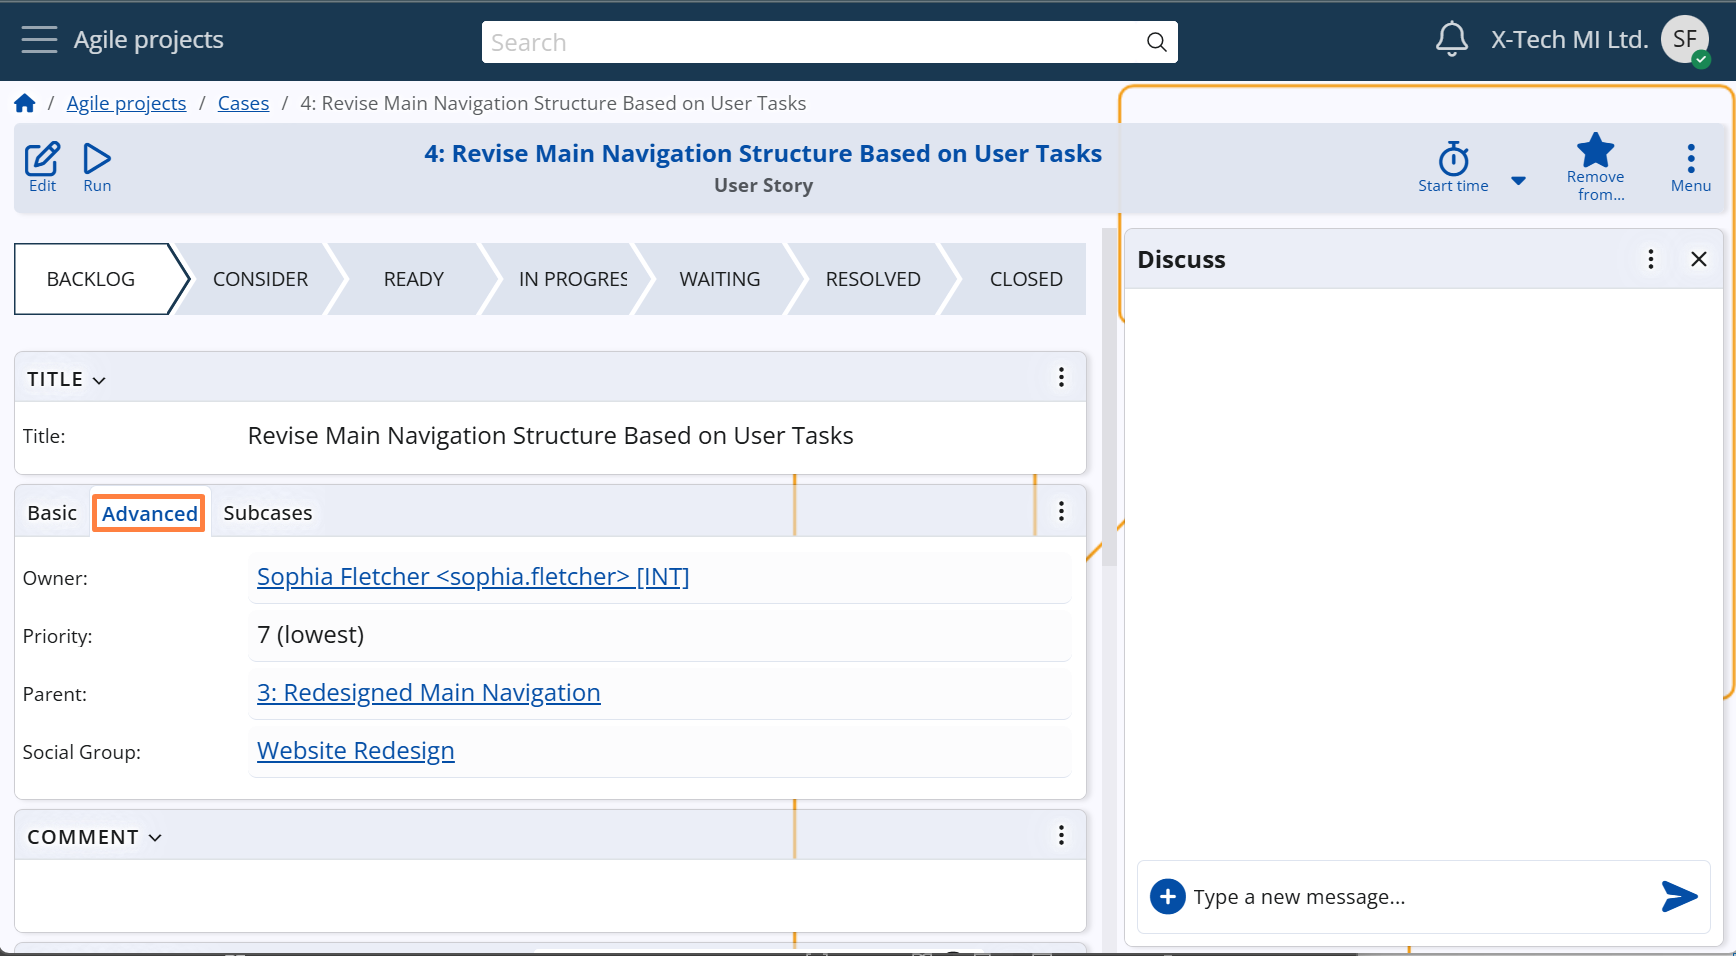 Agile projects
Search
X-Tech MI Ltd.
SF
/ Agile projects / Cases / 4: Revise Main Navigation Structure Based on User Tasks
Edit
Run
4: Revise Main Navigation Structure Based on User Tasks
User Story
Start time
Remove
from...
Menu
BACKLOG
CONSIDER
READY
IN PROGRES
WAITING
RESOLVED
CLOSED
TITLE
Title: Revise Main Navigation Structure Based on User Tasks
Basic Advanced Subcases
Owner: Sophia Fletcher <sophia.fletcher> [INT]
Priority: 7 (lowest)
Parent: 3: Redesigned Main Navigation
Social Group: Website Redesign
COMMENT
Discuss
Type a new message...